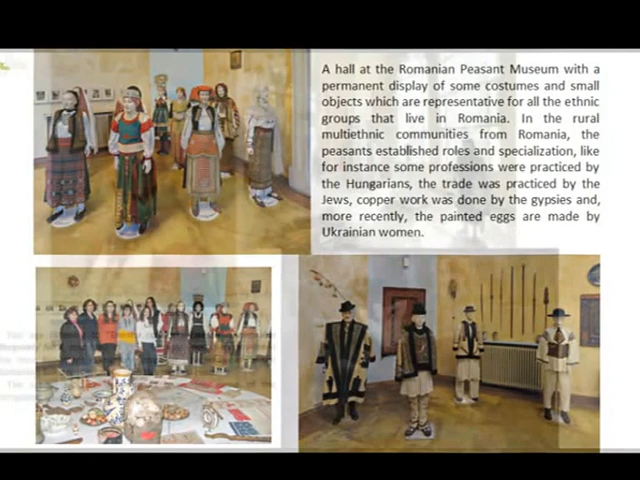 A hall at the Romanian Peasant Museum with a
permanent display of some costumes and small
objects which are representative for all the ethnic
groups that live in Romania. In the rural
multiethnic communities from Romania, the
peasants established roles and specialization, like
for instance some professions were practiced by
the Hungarians, the trade was practiced by the
Jews, copper work was done by the gypsies and,
more recently, the painted eggs are made by
Ukrainian women.